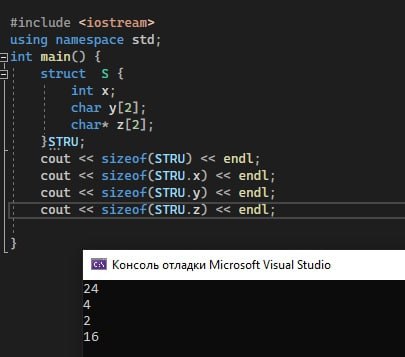 #include <iostream>
using namespace std;
int main() {
struct  S {
int x;
char y[2];
char* z[2];
}STRU;
cout << sizeof(STRU) << endl;
cout << sizeof(STRU.x) << endl;
cout << sizeof(STRU.y) << endl;
cout << sizeof(STRU.z) << endl;
}
C:\ Консоль отладки Microsoft Visual Studio
24
4
2
16